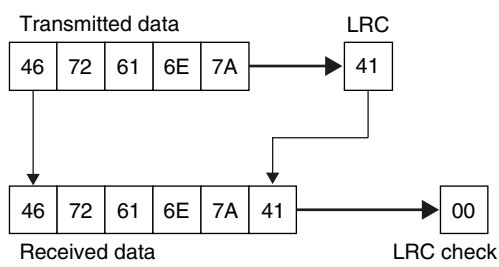 Transmitted data LRC
46 72 61 6E 7A 41
46 72 61 6E 7A 41 00
Received data LRC check